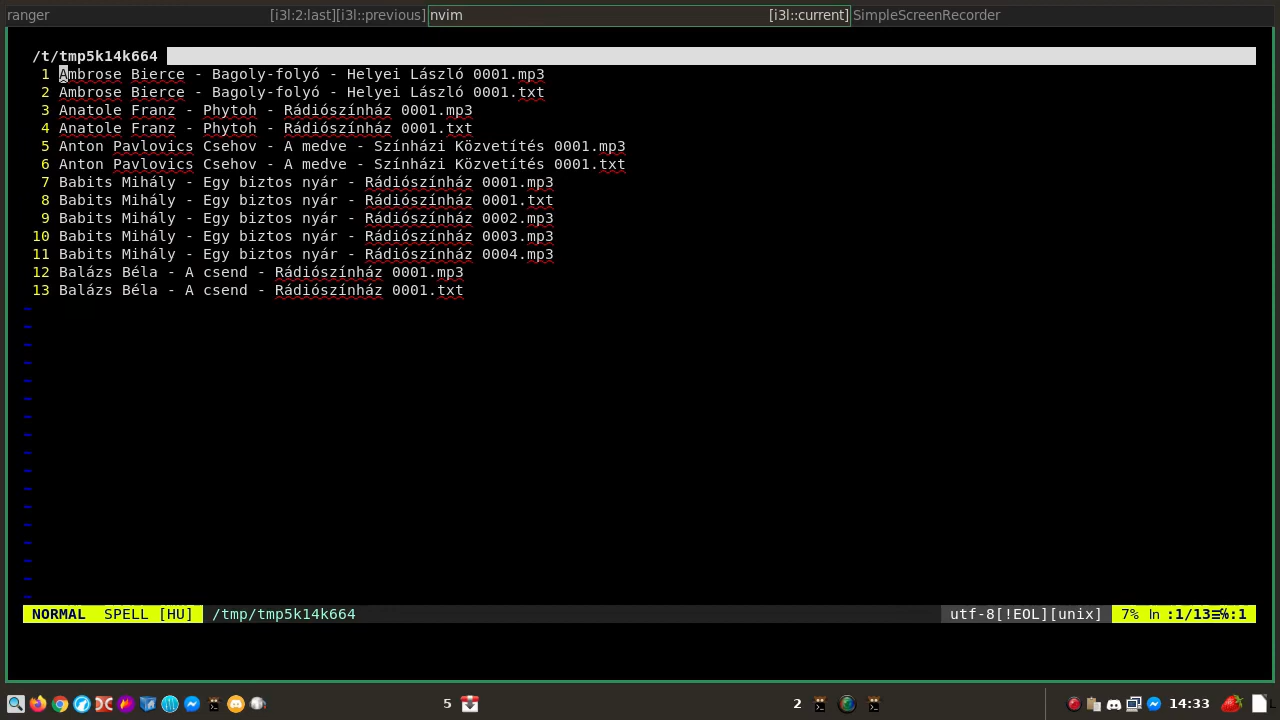 ranger [i3l:2:last][i3l::previous] nvim [i3l::current] SimpleScreenRecorder
/t/tmp5k14k664
1 Ambrose Bierce - Bagoly-folyó - Helyei László 0001.mp3
2 Ambrose Bierce - Bagoly-folyó - Helyei László 0001.txt
3 Anatole Franz - Phytoh - Rádiószínház 0001.mp3
4 Anatole Franz - Phytoh - Rádiószínház 0001.txt
5 Anton Pavlovics Csehov - A medve - Színházi Közvetítés 0001.mp3
6 Anton Pavlovics Csehov - A medve - Színházi Közvetítés 0001.txt
7 Babits Mihály - Egy biztos nyár - Rádiószínház 0001.mp3
8 Babits Mihály - Egy biztos nyár - Rádiószínház 0001.txt
9 Babits Mihály - Egy biztos nyár - Rádiószínház 0002.mp3
10 Babits Mihály - Egy biztos nyár - Rádiószínház 0003.mp3
11 Babits Mihály - Egy biztos nyár - Rádiószínház 0004.mp3
12 Balázs Béla - A csend - Rádiószínház 0001.mp3
13 Balázs Béla - A csend - Rádiószínház 0001.txt
NORMAL SPELL [HU] /tmp/tmp5k14k664 utf-8[!EOL][unix] 7% ln :1/13≡℅:1
5 2 14:33